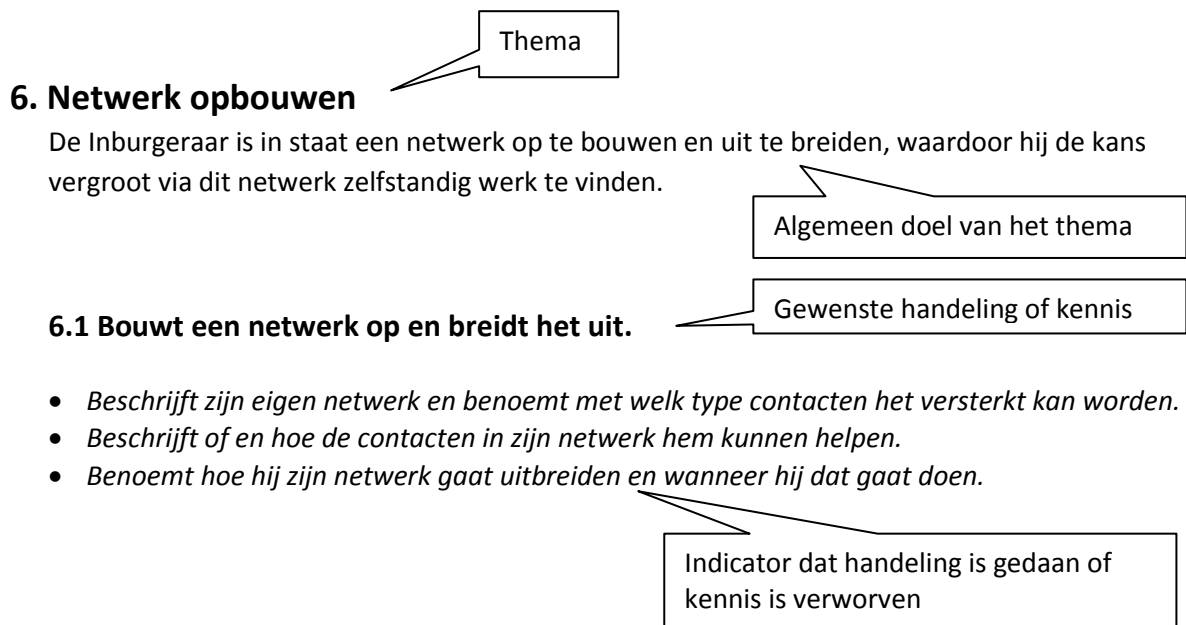 Thema
6. Netwerk opbouwen
De Inburgeraar is in staat een netwerk op te bouwen en uit te breiden, waardoor hij de kans
vergroot via dit netwerk zelfstandig werk te vinden.
Algemeen doel van het thema
Gewenste handeling of kennis
6.1 Bouwt een netwerk op en breidt het uit.
• Beschrijft zijn eigen netwerk en benoemt met welk type contacten het versterkt kan worden.
• Beschrijft of en hoe de contacten in zijn netwerk hem kunnen helpen.
• Benoemt hoe hij zijn netwerk gaat uitbreiden en wanneer hij dat gaat doen.
Indicator dat handeling is gedaan of
kennis is verworven